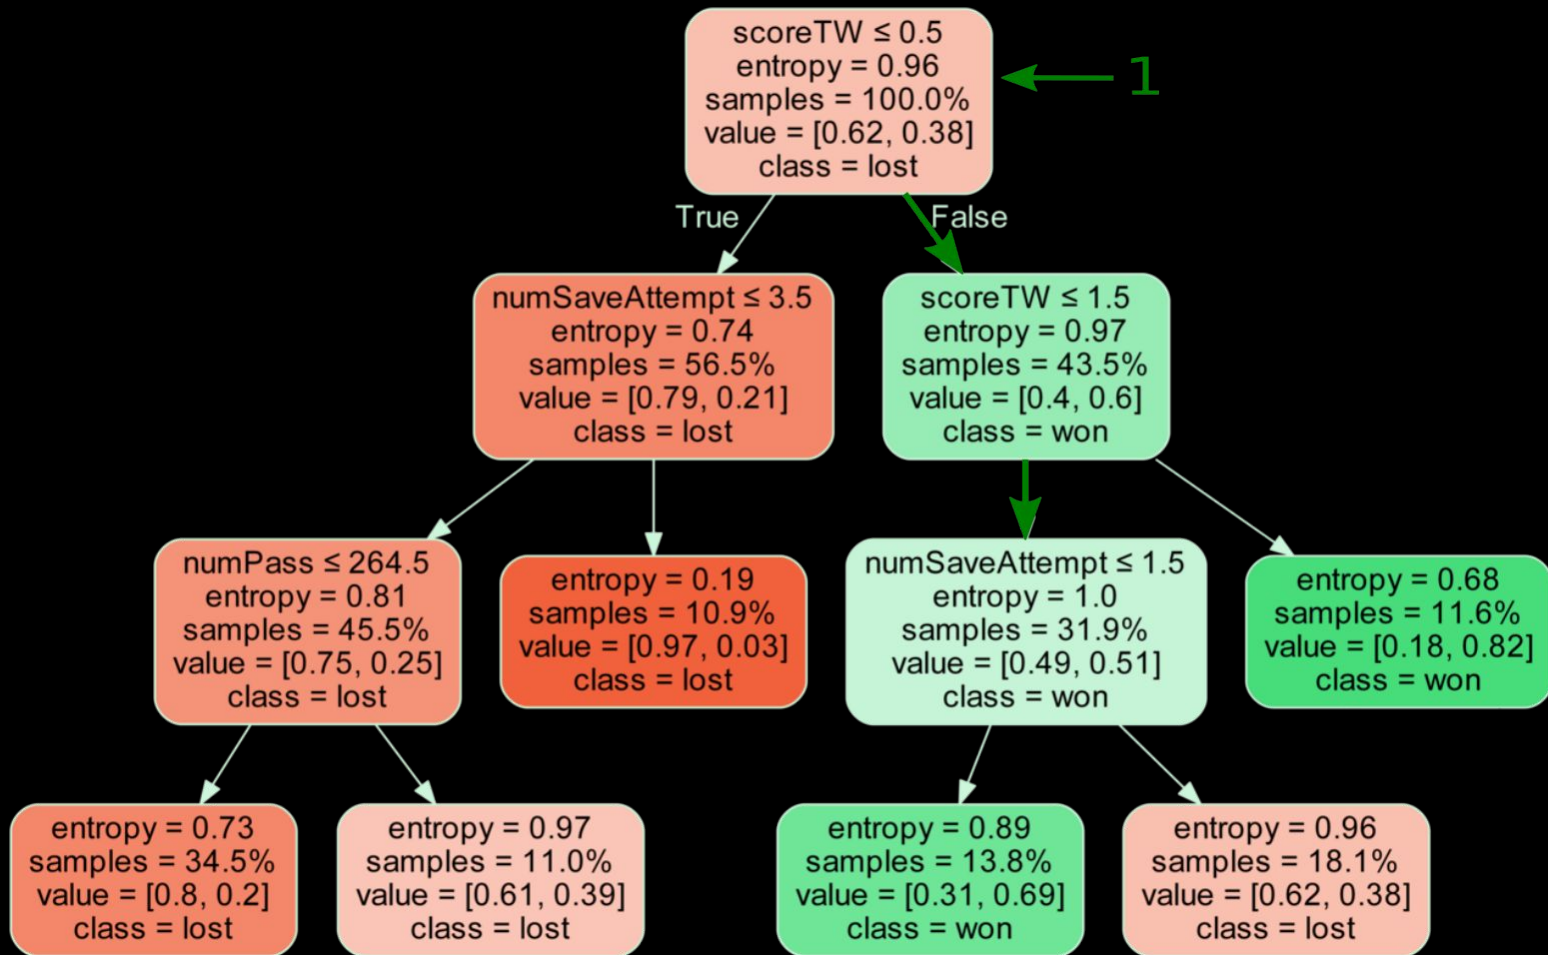 scoreTW ≤ 0.5
entropy = 0.96
samples = 100.0%
value = [0.62, 0.38]
class = lost
1
True
False
numSaveAttempt ≤ 3.5
entropy = 0.74
samples = 56.5%
value = [0.79, 0.21]
class = lost
scoreTW ≤ 1.5
entropy = 0.97
samples = 43.5%
value = [0.4, 0.6]
class = won
numPass ≤ 264.5
entropy = 0.81
samples = 45.5%
value = [0.75, 0.25]
class = lost
entropy = 0.19
samples = 10.9%
value = [0.97, 0.03]
class = lost
numSaveAttempt ≤ 1.5
entropy = 1.0
samples = 31.9%
value = [0.49, 0.51]
class = won
entropy = 0.68
samples = 11.6%
value = [0.18, 0.82]
class = won
entropy = 0.73
samples = 34.5%
value = [0.8, 0.2]
class = lost
entropy = 0.97
samples = 11.0%
value = [0.61, 0.39]
class = lost
entropy = 0.89
samples = 13.8%
value = [0.31, 0.69]
class = won
entropy = 0.96
samples = 18.1%
value = [0.62, 0.38]
class = lost